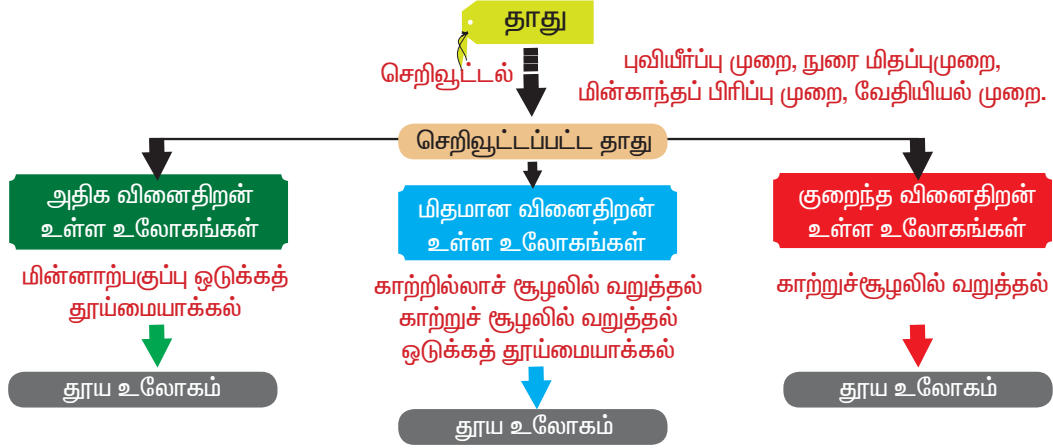 தாது
செறிவூட்டல்
புவியீர்ப்பு முறை, நுரை மிதப்புமுறை,
மின்காந்தப் பிரிப்பு முறை, வேதியியல் முறை.
செறிவூட்டப்பட்ட தாது
அதிக வினைதிறன்
உள்ள உலோகங்கள்
மின்னாற்பகுப்பு ஒடுக்கத்
தூய்மையாக்கல்
தூய உலோகம்
மிதமான வினைதிறன்
உள்ள உலோகங்கள்
காற்றில்லாச் சூழலில் வறுத்தல்
காற்றுச் சூழலில் வறுத்தல்
ஒடுக்கத் தூய்மையாக்கல்
தூய உலோகம்
குறைந்த வினைதிறன்
உள்ள உலோகங்கள்
காற்றுச்சூழலில் வறுத்தல்
தூய உலோகம்